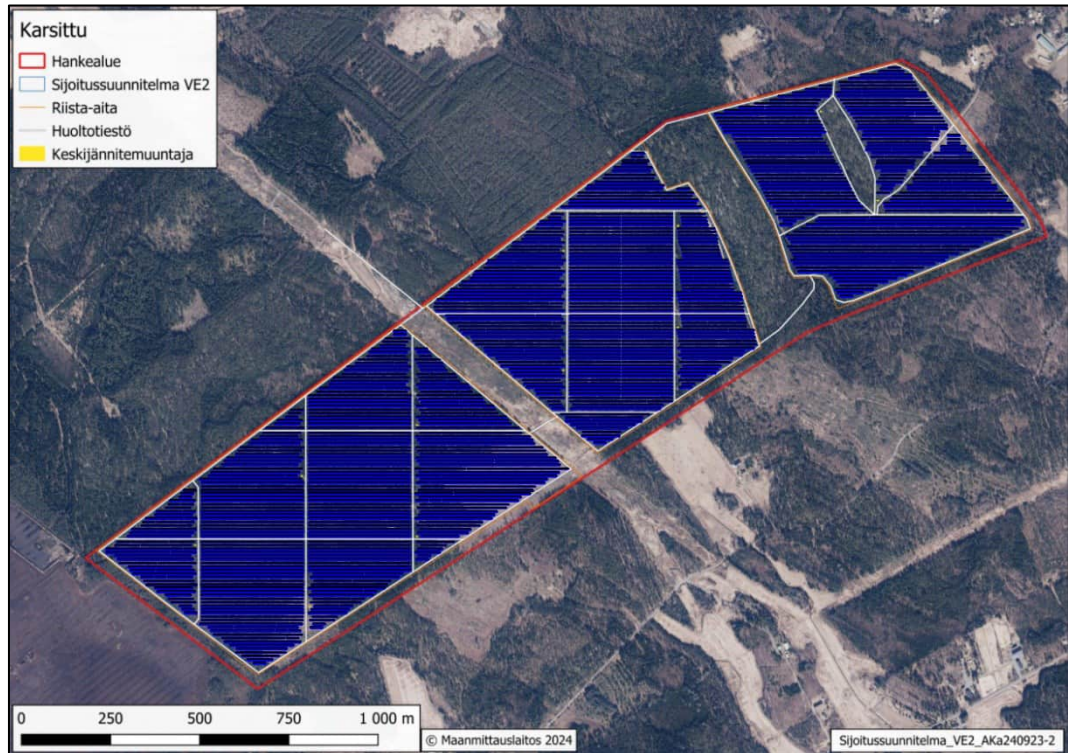 Karsittu
Hankealue
Sijoitussuunnitelma VE2
Riista-aita
Huoltotiestö
Keskijännitemuuntaja
0 250 500 750 1 000 m
© Maanmittauslaitos 2024
Sijoitussuunnitelma_VE2_AKa240923-2